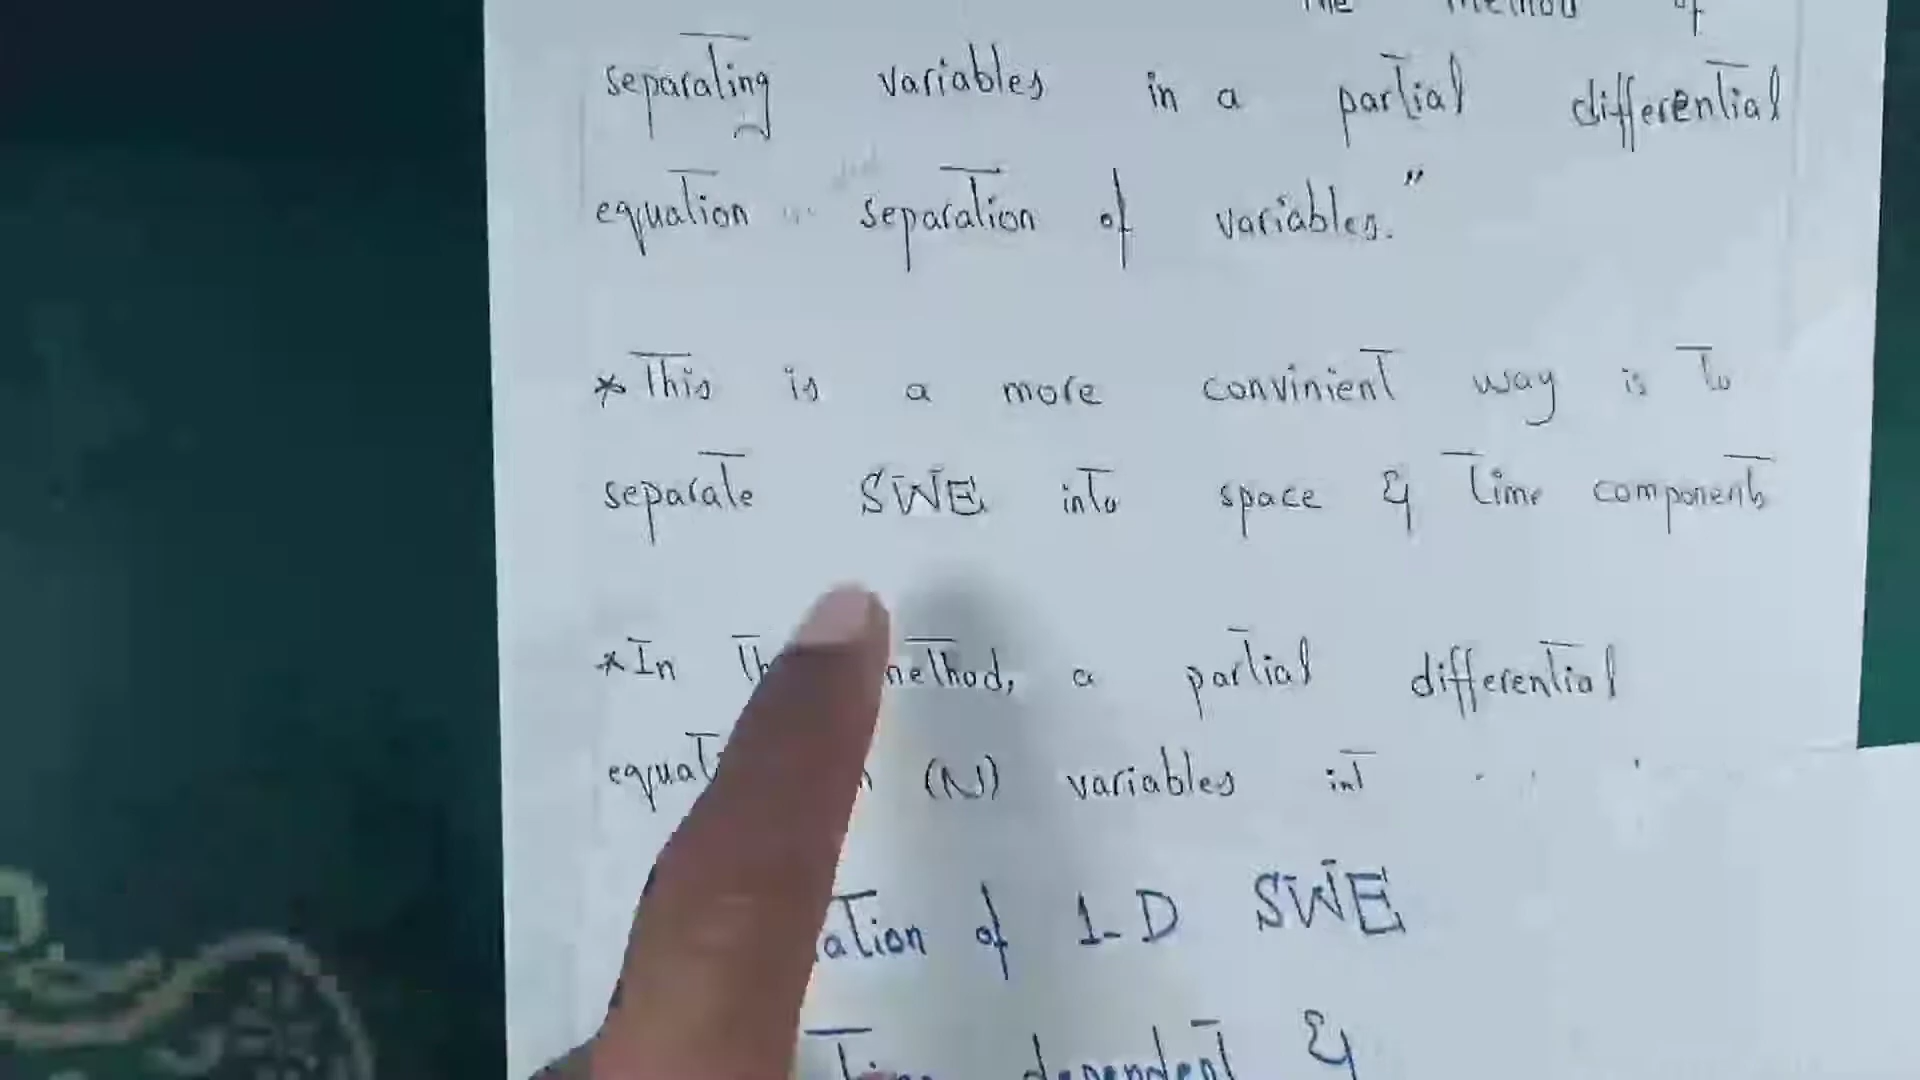 The method of
separating variables in a partial differential
equation separation of variables."
* This is a more convinient way is to
separate SWE into space & time components
* In method, a partial differential
(N) variables int
of 1-D SWE
dependent &